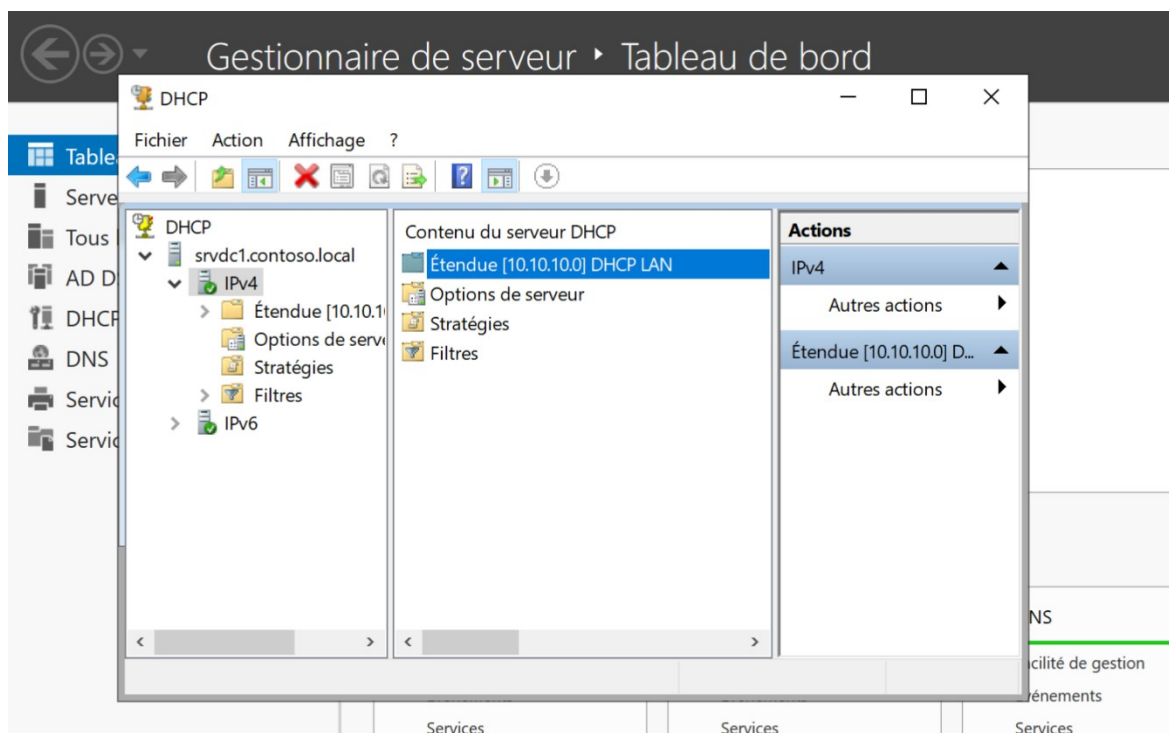 Gestionnaire de serveur ‣ Tableau de bord
DHCP
Fichier Action Affichage ?
Table
Serve
Tous
AD D
DHCP
DNS
Servic
Servic
DHCP
srvdc1.contoso.local
IPv4
Étendue [10.10.1
Options de serve
Stratégies
Filtres
IPv6
Contenu du serveur DHCP
Étendue [10.10.10.0] DHCP LAN
Options de serveur
Stratégies
Filtres
Actions
IPv4
Autres actions
Étendue [10.10.10.0] D...
Autres actions
NS
cilité de gestion
vénements
Services
Services
Services